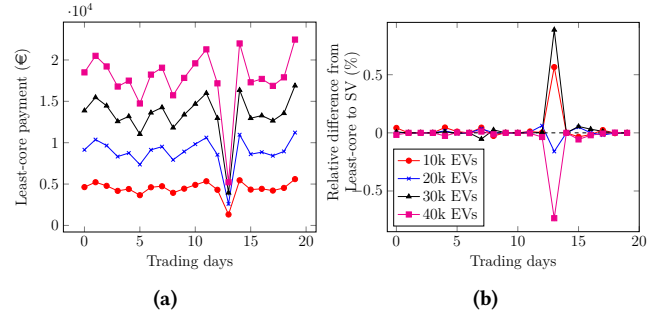 ·10⁴
2
1.5
1
0.5
0
0 5 10 15 20
Least-core payment (€)
Trading days
(a)
0.5
0
−0.5
0 5 10 15 20
Relative difference from
Least-core to SV (%)
10k EVs
20k EVs
30k EVs
40k EVs
Trading days
(b)